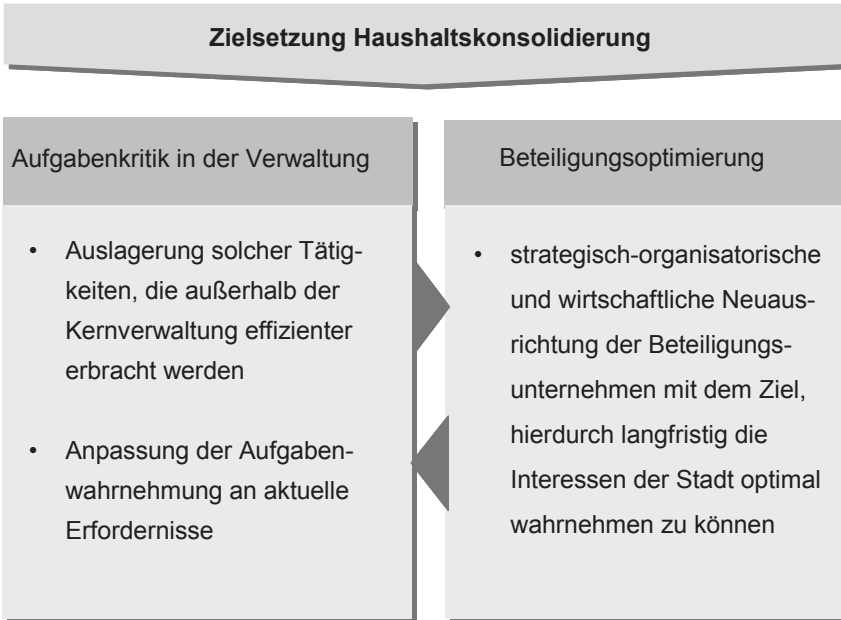 Zielsetzung Haushaltskonsolidierung
Aufgabenkritik in der Verwaltung
• Auslagerung solcher Tätig-
keiten, die außerhalb der
Kernverwaltung effizienter
erbracht werden
• Anpassung der Aufgaben-
wahrnehmung an aktuelle
Erfordernisse
Beteiligungsoptimierung
• strategisch-organisatorische
und wirtschaftliche Neuaus-
richtung der Beteiligungs-
unternehmen mit dem Ziel,
hierdurch langfristig die
Interessen der Stadt optimal
wahrnehmen zu können